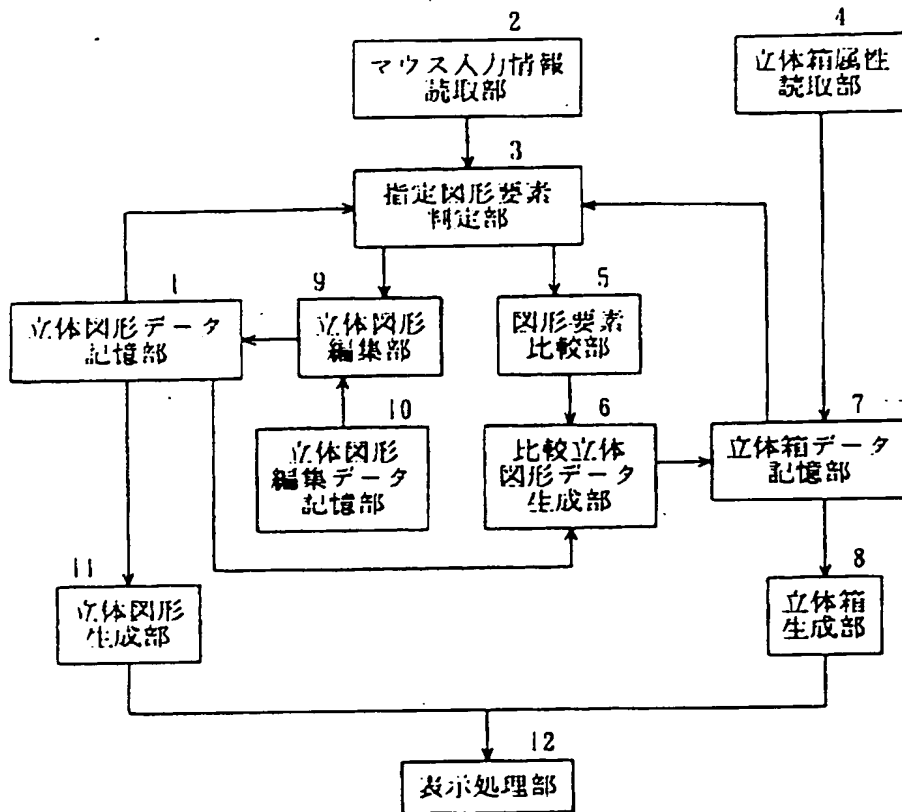 2
マウス入力情報
読取部
4
立体箱属性
読取部
3
指定図形要素
判定部
1
立体図形データ
記憶部
9
立体図形
編集部
5
図形要素
比較部
10
立体図形
編集データ
記憶部
6
比較立体
図形データ
生成部
7
立体箱データ
記憶部
11
立体図形
生成部
8
立体箱
生成部
12
表示処理部